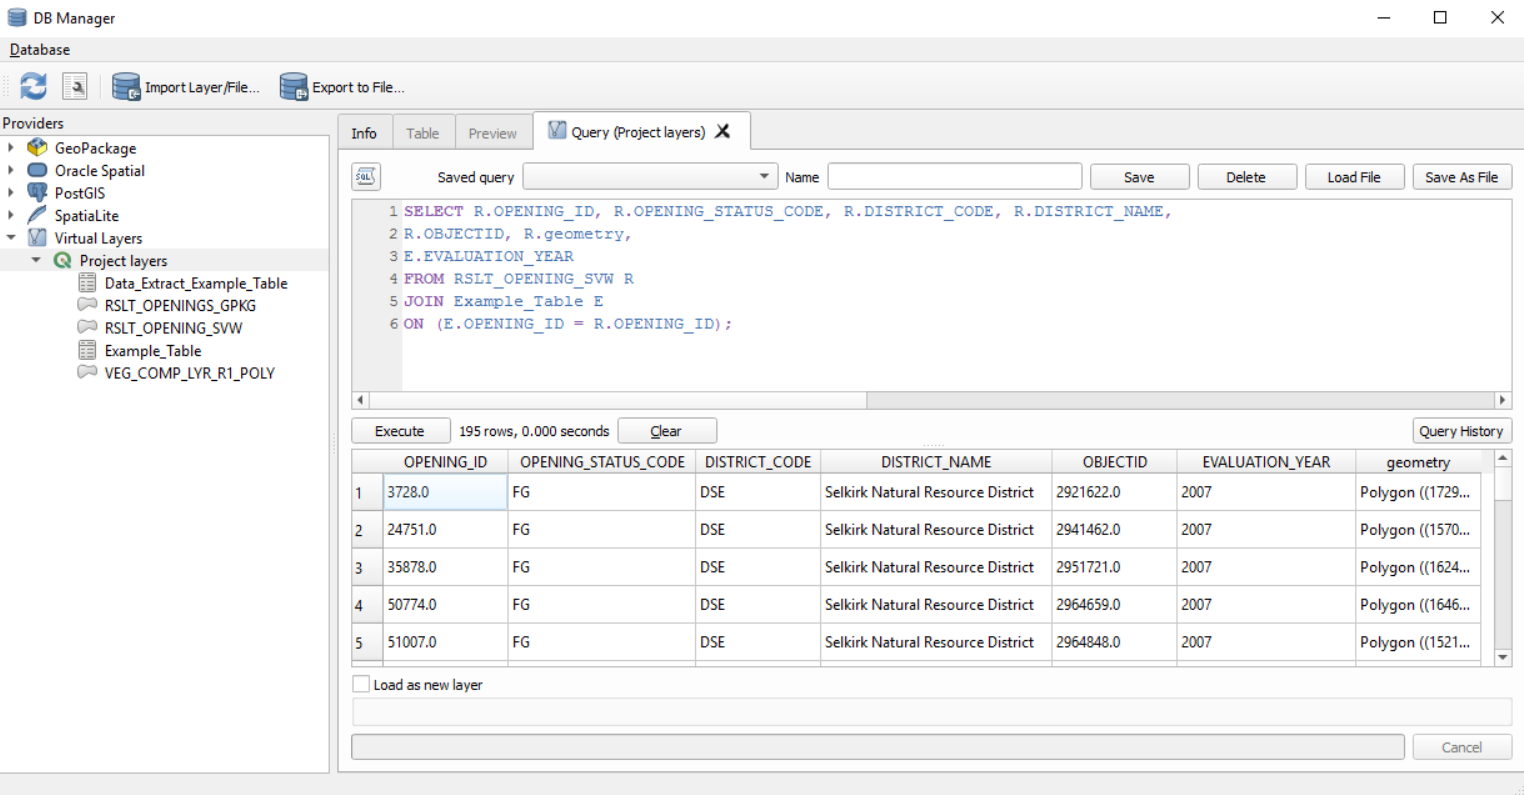 DB Manager
Database
Import Layer/File...
Export to File...
Providers
GeoPackage
Oracle Spatial
PostGIS
SpatiaLite
Virtual Layers
Project layers
Data_Extract_Example_Table
RSLT_OPENINGS_GPKG
RSLT_OPENING_SVW
Example_Table
VEG_COMP_LYR_R1_POLY
Info Table Preview Query (Project layers)
SQL Saved query Name Save Delete Load File Save As File
1 SELECT R.OPENING_ID, R.OPENING_STATUS_CODE, R.DISTRICT_CODE, R.DISTRICT_NAME,
2 R.OBJECTID, R.geometry,
3 E.EVALUATION_YEAR
4 FROM RSLT_OPENING_SVW R
5 JOIN Example_Table E
6 ON (E.OPENING_ID = R.OPENING_ID);
Execute 195 rows, 0.000 seconds Clear Query History
OPENING_ID OPENING_STATUS_CODE DISTRICT_CODE DISTRICT_NAME OBJECTID EVALUATION_YEAR geometry
1 3728.0 FG DSE Selkirk Natural Resource District 2921622.0 2007 Polygon ((1729...
2 24751.0 FG DSE Selkirk Natural Resource District 2941462.0 2007 Polygon ((1570...
3 35878.0 FG DSE Selkirk Natural Resource District 2951721.0 2007 Polygon ((1624...
4 50774.0 FG DSE Selkirk Natural Resource District 2964659.0 2007 Polygon ((1646...
5 51007.0 FG DSE Selkirk Natural Resource District 2964848.0 2007 Polygon ((1521...
Load as new layer
Cancel